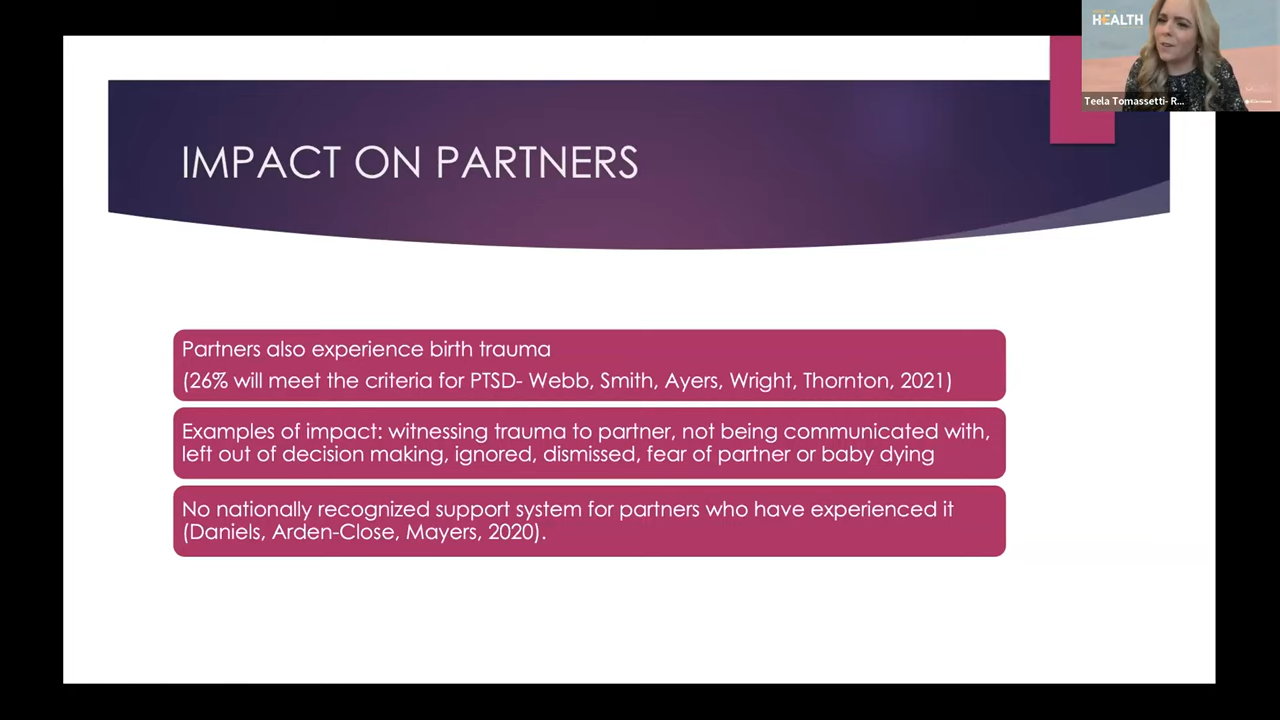 HEALTH
Teela Tomassetti- R...
IMPACT ON PARTNERS
Partners also experience birth trauma
(26% will meet the criteria for PTSD- Webb, Smith, Ayers, Wright, Thornton, 2021)
Examples of impact: witnessing trauma to partner, not being communicated with,
left out of decision making, ignored, dismissed, fear of partner or baby dying
No nationally recognized support system for partners who have experienced it
(Daniels, Arden-Close, Mayers, 2020).